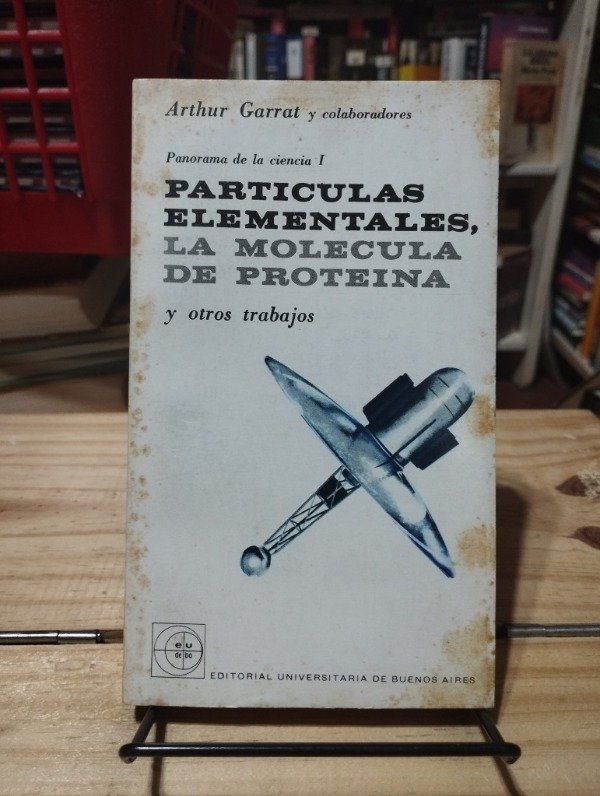 Arthur Garrat y colaboradores
Panorama de la ciencia I
PARTICULAS
ELEMENTALES,
LA MOLECULA
DE PROTEINA
y otros trabajos
eu
de ba
EDITORIAL UNIVERSITARIA DE BUENOS AIRES